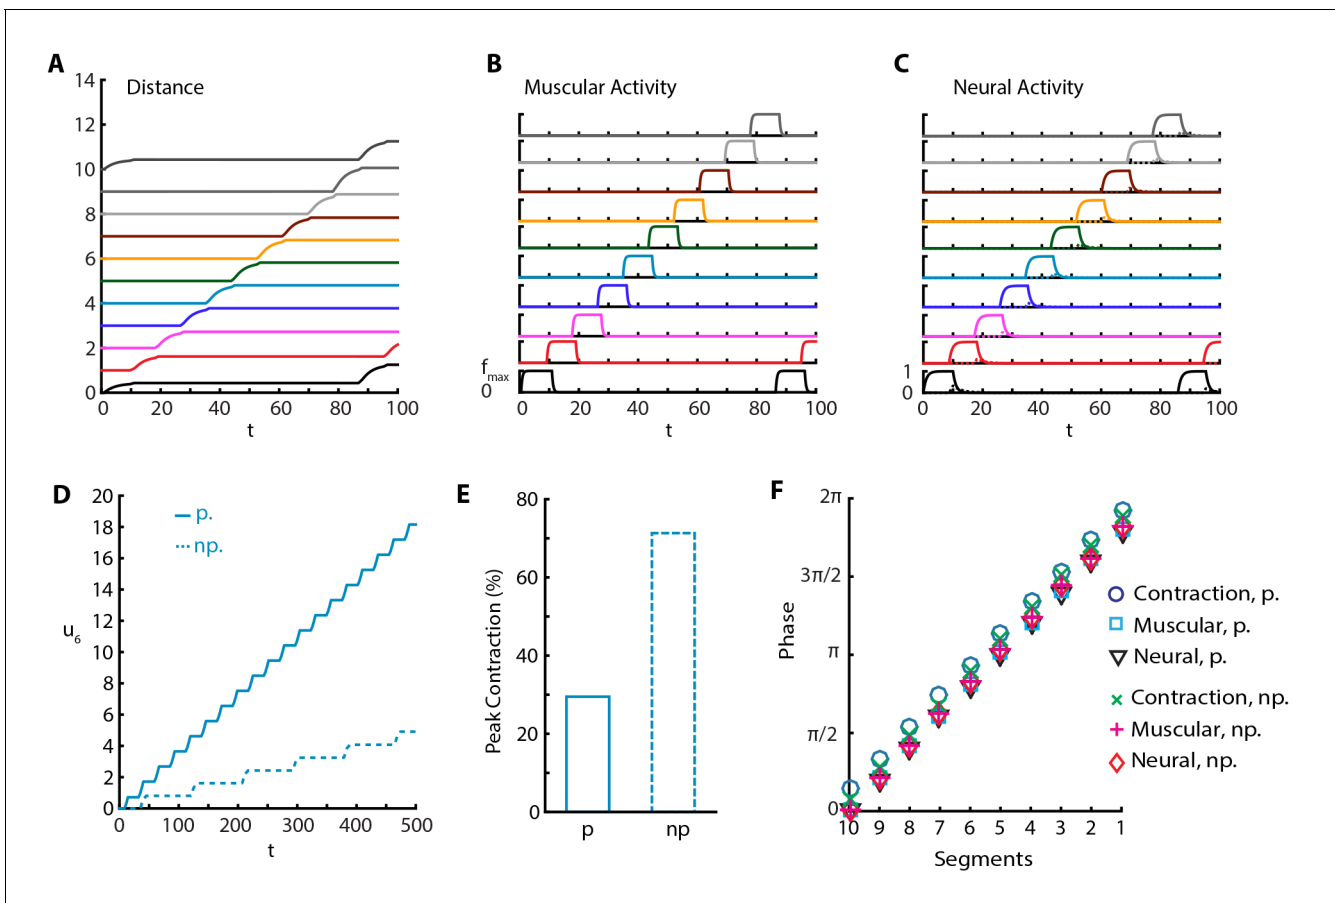 A
Distance
14
12
10
8
6
4
2
0
0 20 40 60 80 100
t
B
Muscular Activity
f max
0
0 20 40 60 80 100
t
C
Neural Activity
1
0
0 20 40 60 80 100
t
D
20
18
16
14
12
10
8
6
4
2
0
u6
p.
np.
0 100 200 300 400 500
t
E
80
60
40
20
0
Peak Contraction (%)
p np
F
2π
3π/2
π
π/2
0
Phase
10 9 8 7 6 5 4 3 2 1
Segments
Contraction, p.
Muscular, p.
Neural, p.
Contraction, np.
Muscular, np.
Neural, np.